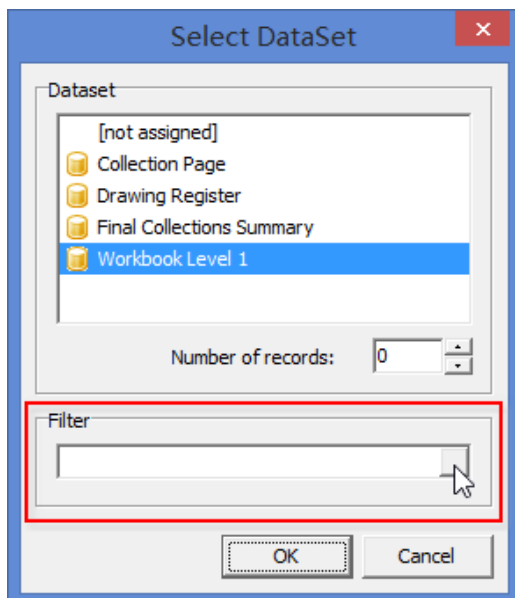 Select DataSet
Dataset
[not assigned]
Collection Page
Drawing Register
Final Collections Summary
Workbook Level 1
Number of records: 0
Filter
OK Cancel